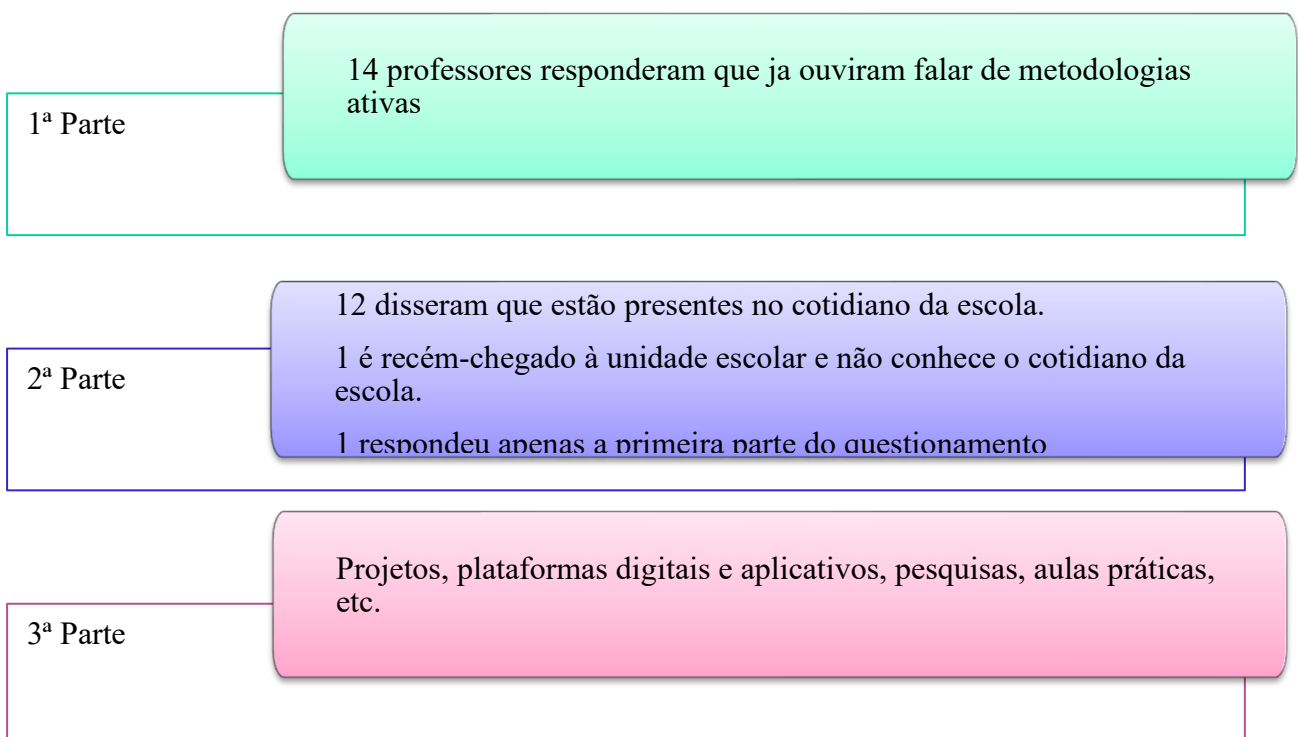 14 professores responderam que ja ouviram falar de metodologias
ativas
1ª Parte
12 disseram que estão presentes no cotidiano da escola.
1 é recém-chegado à unidade escolar e não conhece o cotidiano da
escola.
1 respondeu apenas a primeira parte do questionamento
2ª Parte
Projetos, plataformas digitais e aplicativos, pesquisas, aulas práticas,
etc.
3ª Parte